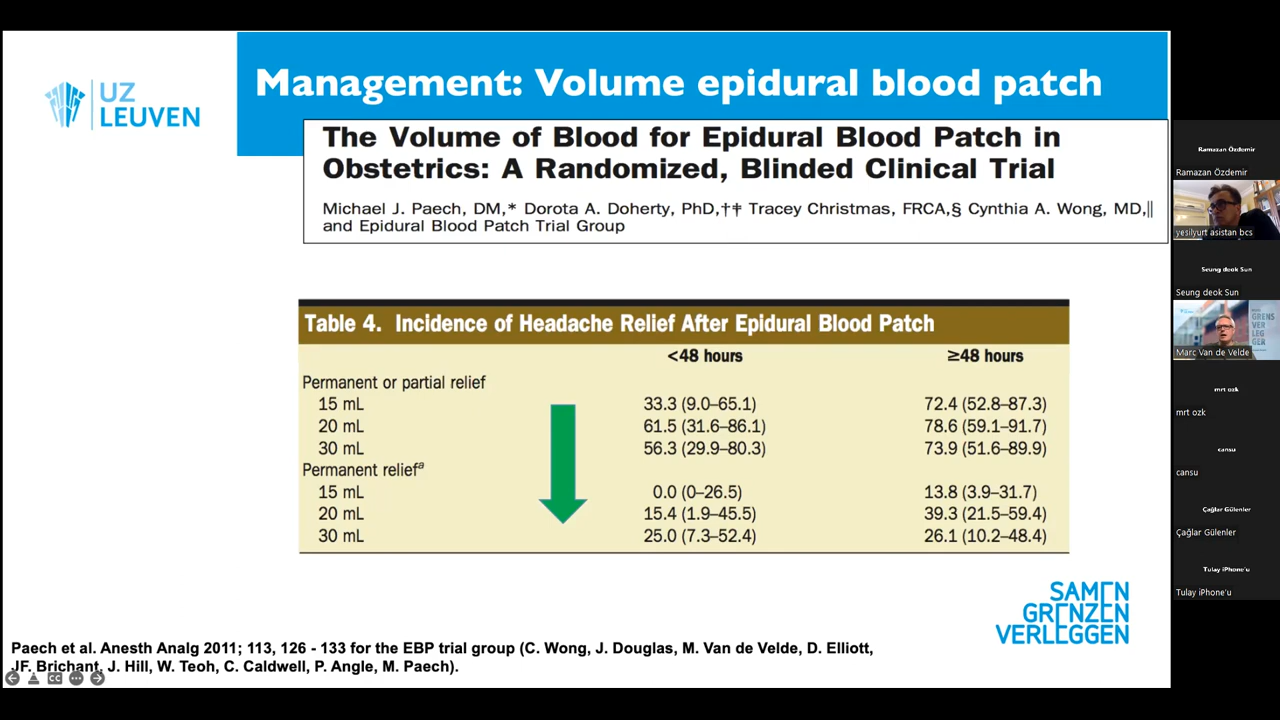 UZ
LEUVEN
Management: Volume epidural blood patch
The Volume of Blood for Epidural Blood Patch in
Obstetrics: A Randomized, Blinded Clinical Trial
Michael J. Paech, DM,* Dorota A. Doherty, PhD,†‡ Tracey Christmas, FRCA,§ Cynthia A. Wong, MD,||
and Epidural Blood Patch Trial Group
Table 4. Incidence of Headache Relief After Epidural Blood Patch
<48 hours ≥48 hours
Permanent or partial relief
15 mL 33.3 (9.0–65.1) 72.4 (52.8–87.3)
20 mL 61.5 (31.6–86.1) 78.6 (59.1–91.7)
30 mL 56.3 (29.9–80.3) 73.9 (51.6–89.9)
Permanent reliefᵃ
15 mL 0.0 (0–26.5) 13.8 (3.9–31.7)
20 mL 15.4 (1.9–45.5) 39.3 (21.5–59.4)
30 mL 25.0 (7.3–52.4) 26.1 (10.2–48.4)
SAMEN
GRENZEN
VERLEGGEN
Paech et al. Anesth Analg 2011; 113, 126 - 133 for the EBP trial group (C. Wong, J. Douglas, M. Van de Velde, D. Elliott,
JF. Brichant, J. Hill, W. Teoh, C. Caldwell, P. Angle, M. Paech).
CC
Ramazan Özdemir
Ramazan Özdemir
yesilyurt asistan bcs
Seung deok Sun
Seung deok Sun
GRENS
VER
LEG
GER
Marc Van de Velde
mrt ozk
mrt ozk
cansu
cansu
Çağlar Gülenler
Çağlar Gülenler
Tulay iPhone'u
Tulay iPhone'u